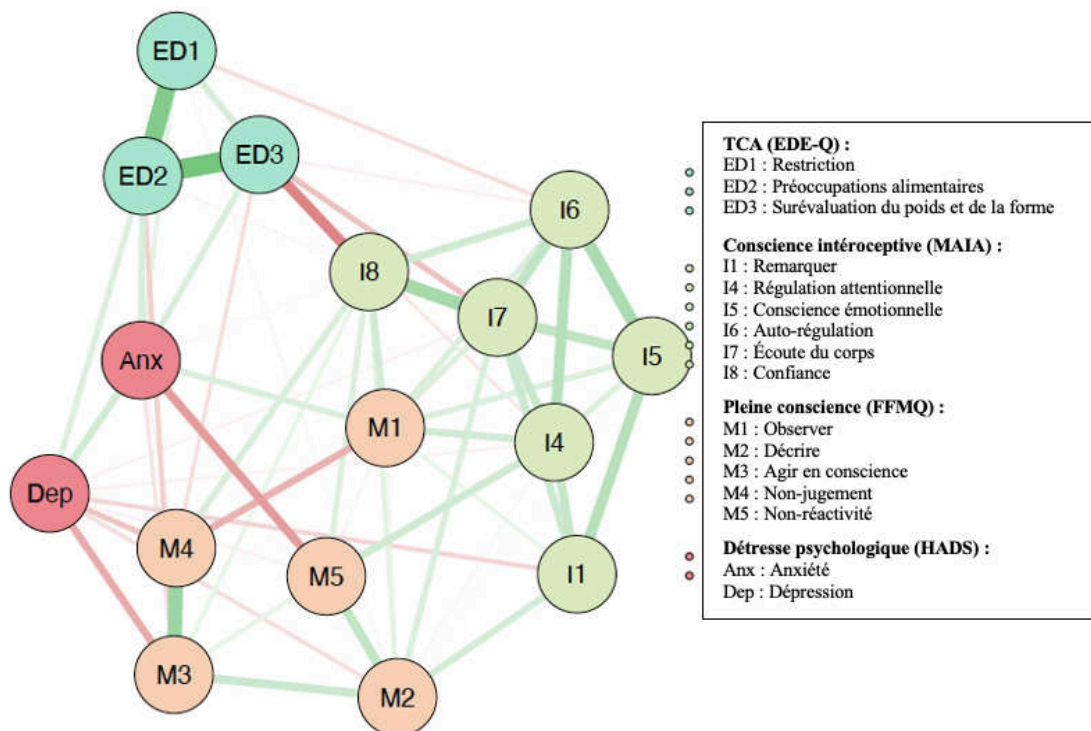 ED1
ED2
ED3
I6
I8
I7
I5
Anx
M1
I4
Dep
M4
M5
I1
M3
M2
TCA (EDE-Q) :
ED1 : Restriction
ED2 : Préoccupations alimentaires
ED3 : Surévaluation du poids et de la forme
Conscience intéroceptive (MAIA) :
I1 : Remarquer
I4 : Régulation attentionnelle
I5 : Conscience émotionnelle
I6 : Auto-régulation
I7 : Écoute du corps
I8 : Confiance
Pleine conscience (FFMQ) :
M1 : Observer
M2 : Décrire
M3 : Agir en conscience
M4 : Non-jugement
M5 : Non-réactivité
Détresse psychologique (HADS) :
Anx : Anxiété
Dep : Dépression